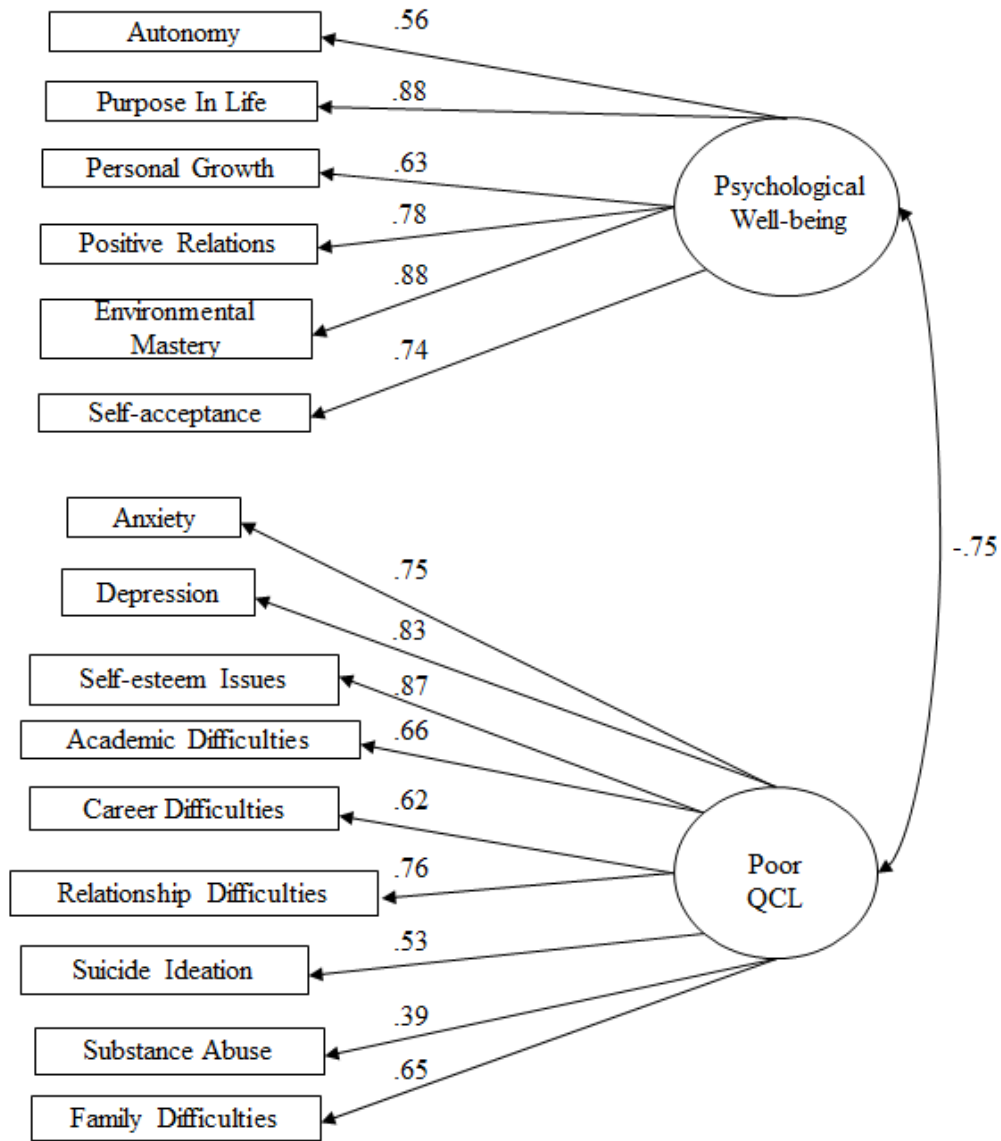 Autonomy
.56
Purpose In Life
.88
Personal Growth
.63
Positive Relations
.78
Environmental
Mastery
.88
Self-acceptance
.74
Psychological
Well-being
-.75
Anxiety
.75
Depression
.83
Self-esteem Issues
.87
Academic Difficulties
.66
Career Difficulties
.62
Relationship Difficulties
.76
Suicide Ideation
.53
Substance Abuse
.39
Family Difficulties
.65
Poor
QCL